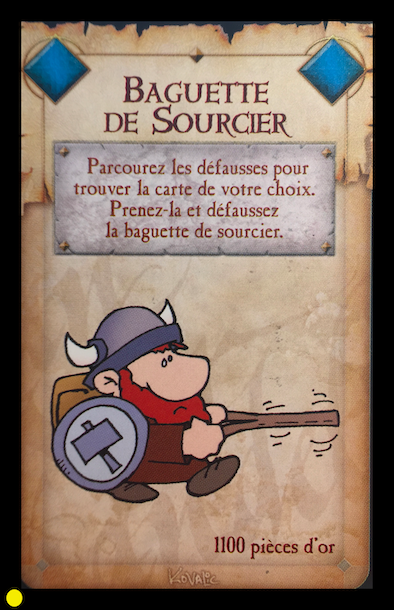 Baguette
de Sourcier
Parcourez les défausses pour
trouver la carte de votre choix.
Prenez-la et défaussez
la baguette de sourcier.
1100 pièces d'or
Kovalic